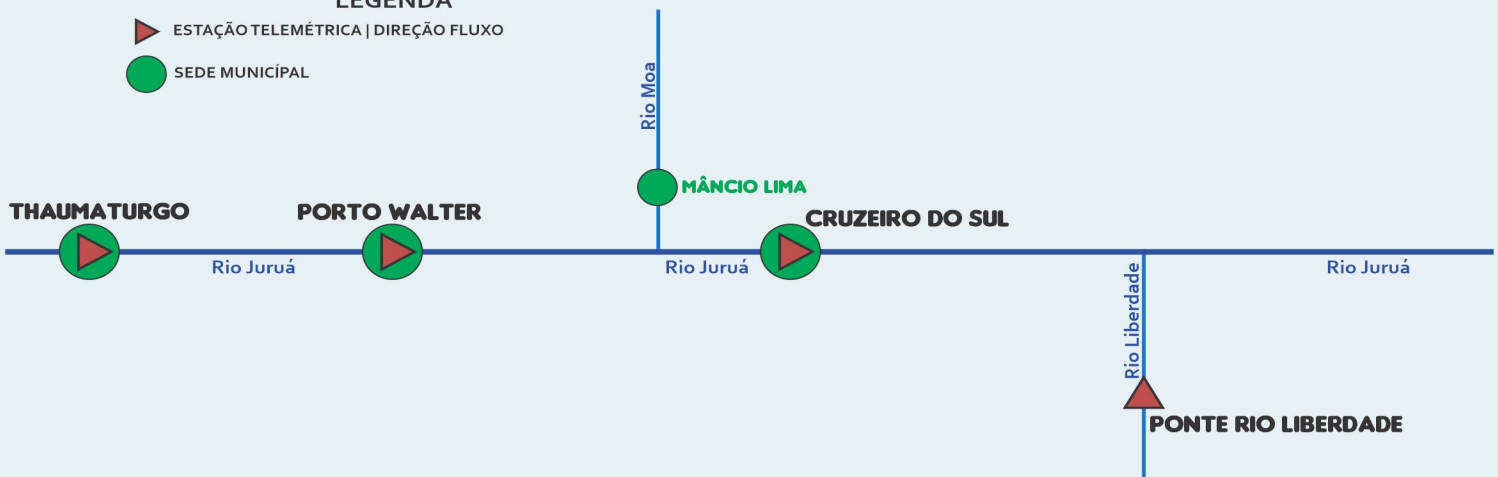 LEGENDA
ESTAÇÃO TELEMÉTRICA | DIREÇÃO FLUXO
SEDE MUNICÍPAL
Rio Moa
MÂNCIO LIMA
THAUMATURGO
PORTO WALTER
CRUZEIRO DO SUL
Rio Juruá
Rio Juruá
Rio Juruá
Rio Liberdade
PONTE RIO LIBERDADE